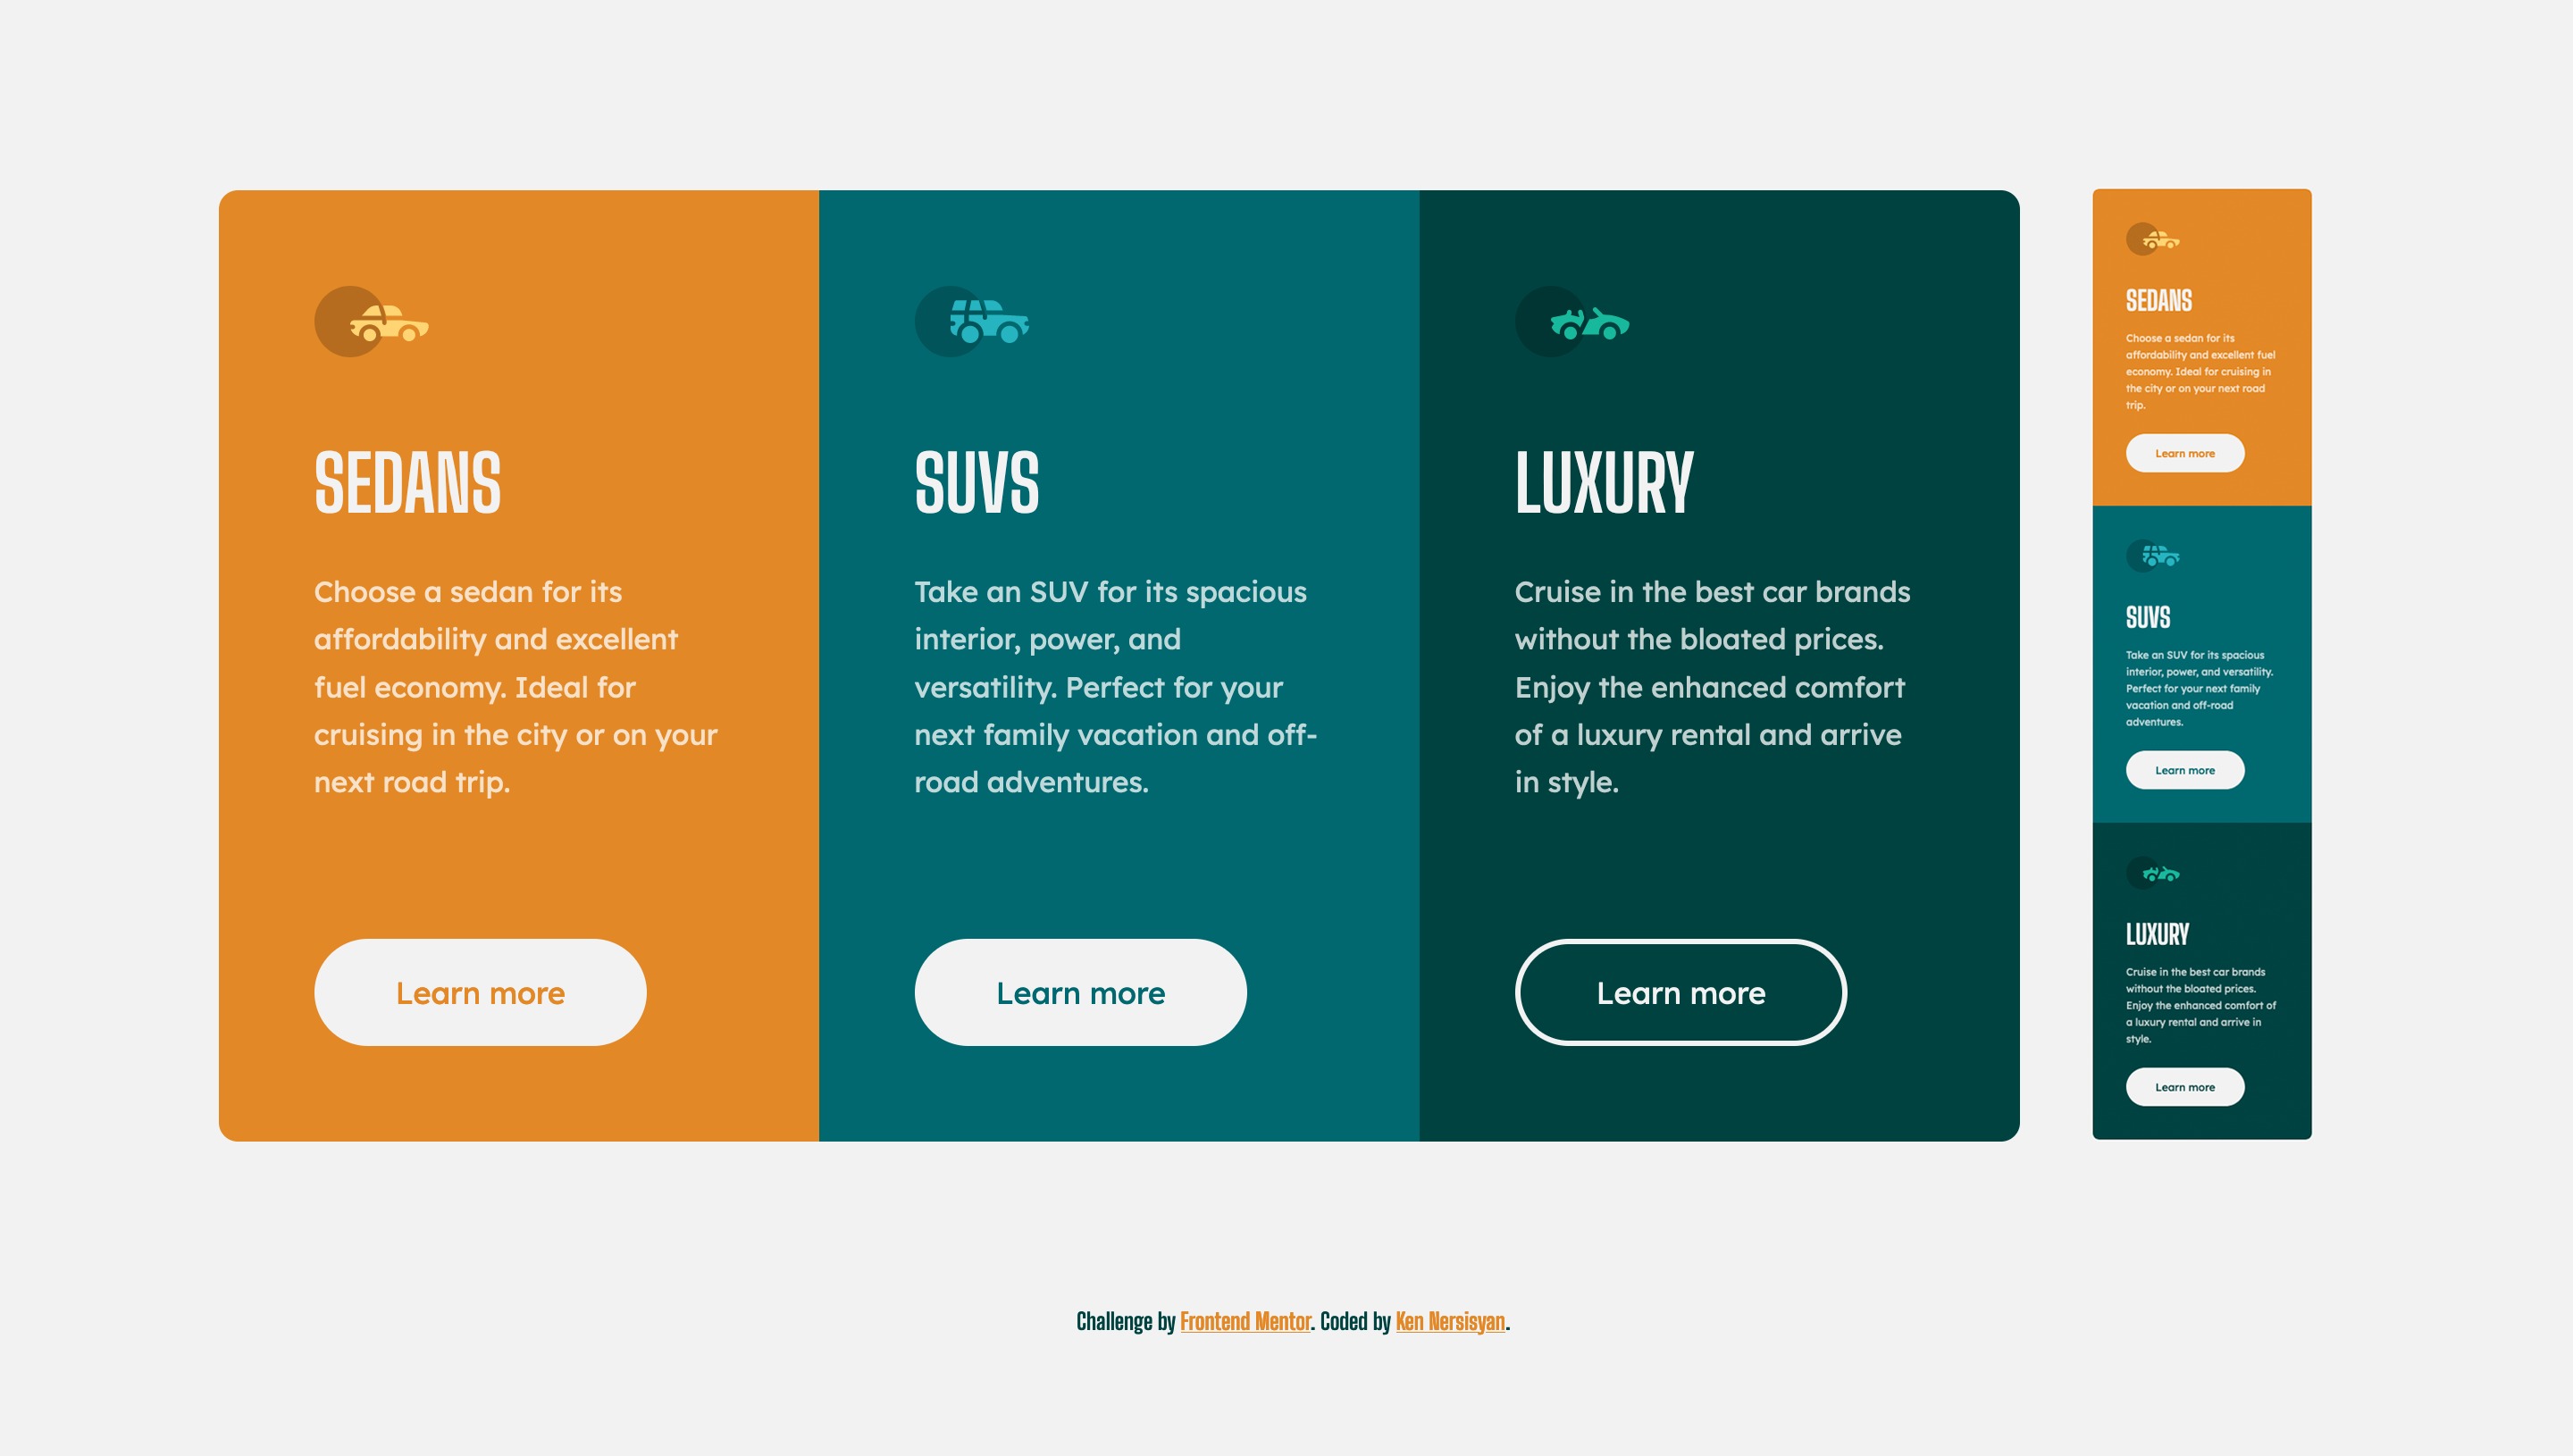 SEDANS
Choose a sedan for its
affordability and excellent
fuel economy. Ideal for
cruising in the city or on your
next road trip.
Learn more
SUVS
Take an SUV for its spacious
interior, power, and
versatility. Perfect for your
next family vacation and off-
road adventures.
Learn more
LUXURY
Cruise in the best car brands
without the bloated prices.
Enjoy the enhanced comfort
of a luxury rental and arrive
in style.
Learn more
SEDANS
Choose a sedan for its
affordability and excellent fuel
economy. Ideal for cruising in
the city or on your next road
trip.
Learn more
SUVS
Take an SUV for its spacious
interior, power, and versatility.
Perfect for your next family
vacation and off-road
adventures.
Learn more
LUXURY
Cruise in the best car brands
without the bloated prices.
Enjoy the enhanced comfort of
a luxury rental and arrive in
style.
Learn more
Challenge by Frontend Mentor. Coded by Ken Nersisyan.